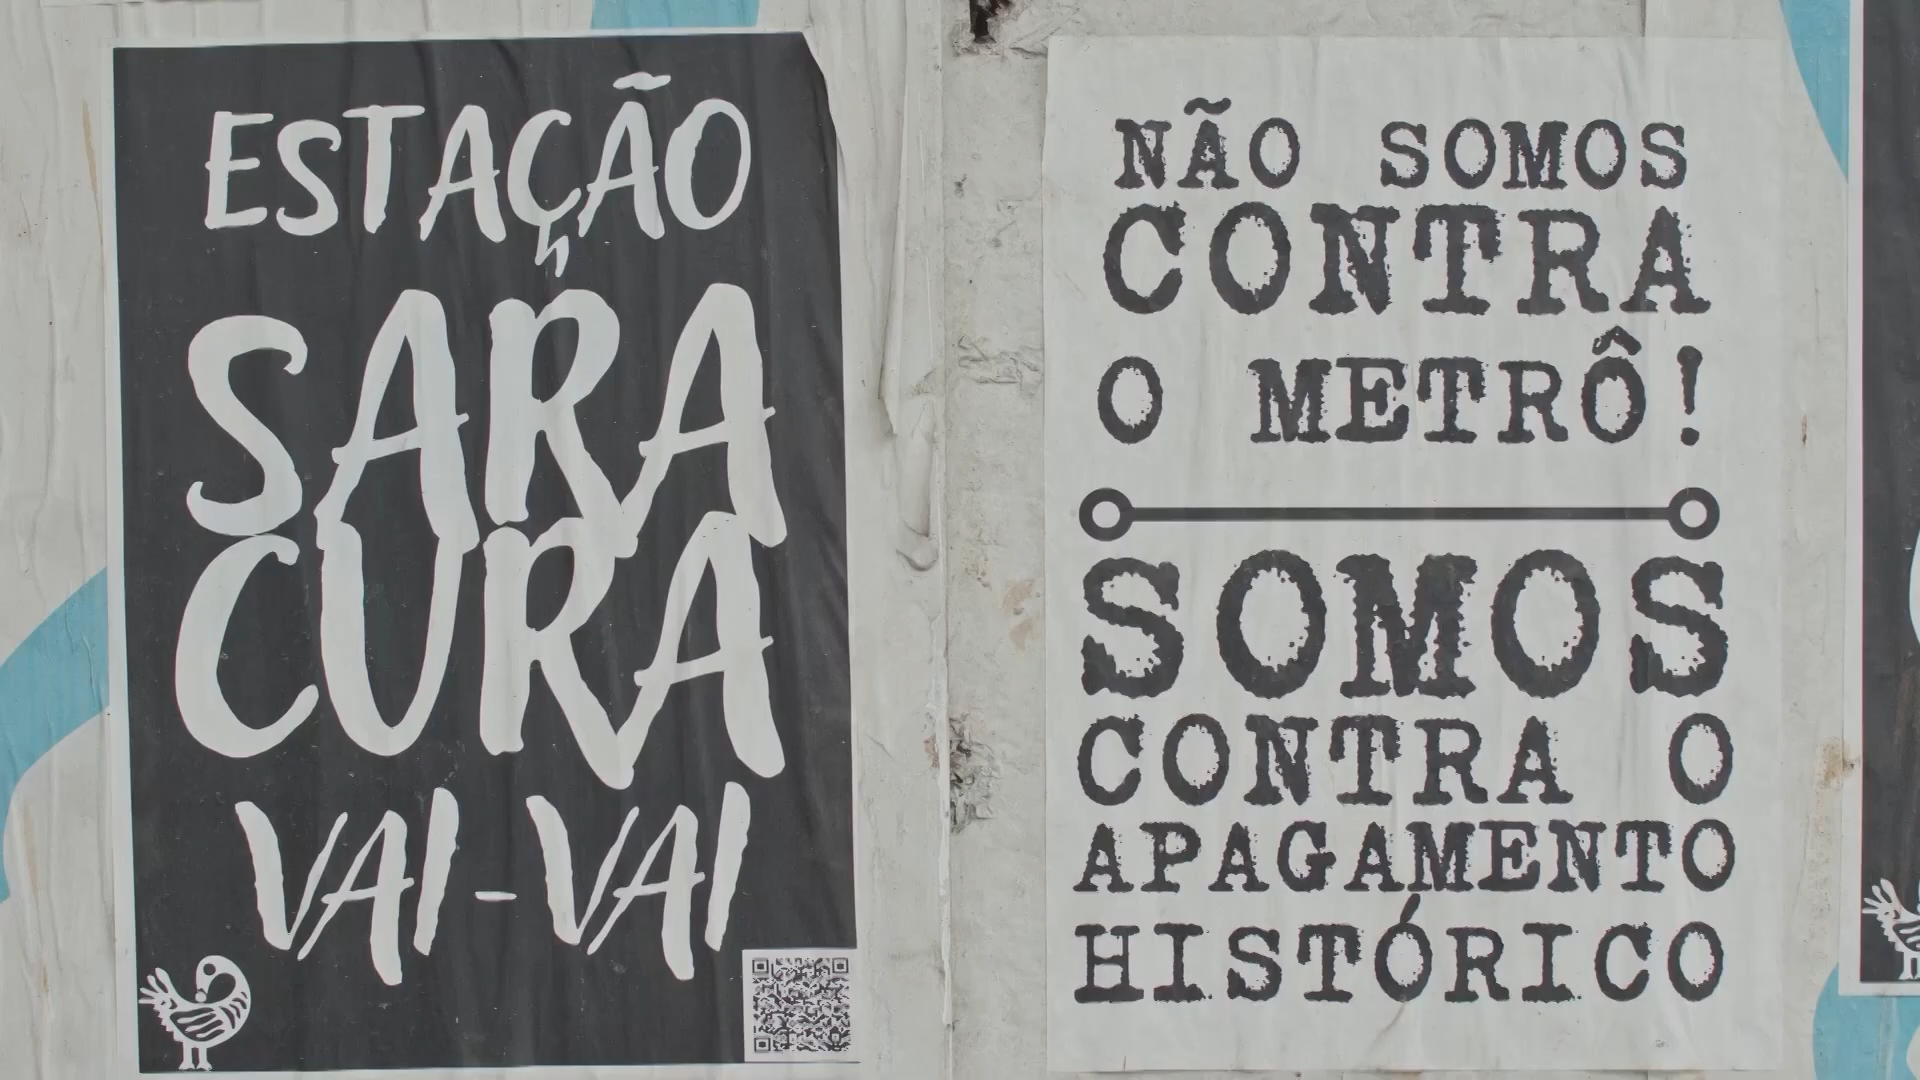 ESTAÇÃO
SARA
CURA
VAI-VAI
NÃO SOMOS
CONTRA
O METRÔ!
SOMOS
CONTRA O
APAGAMENTO
HISTÓRICO